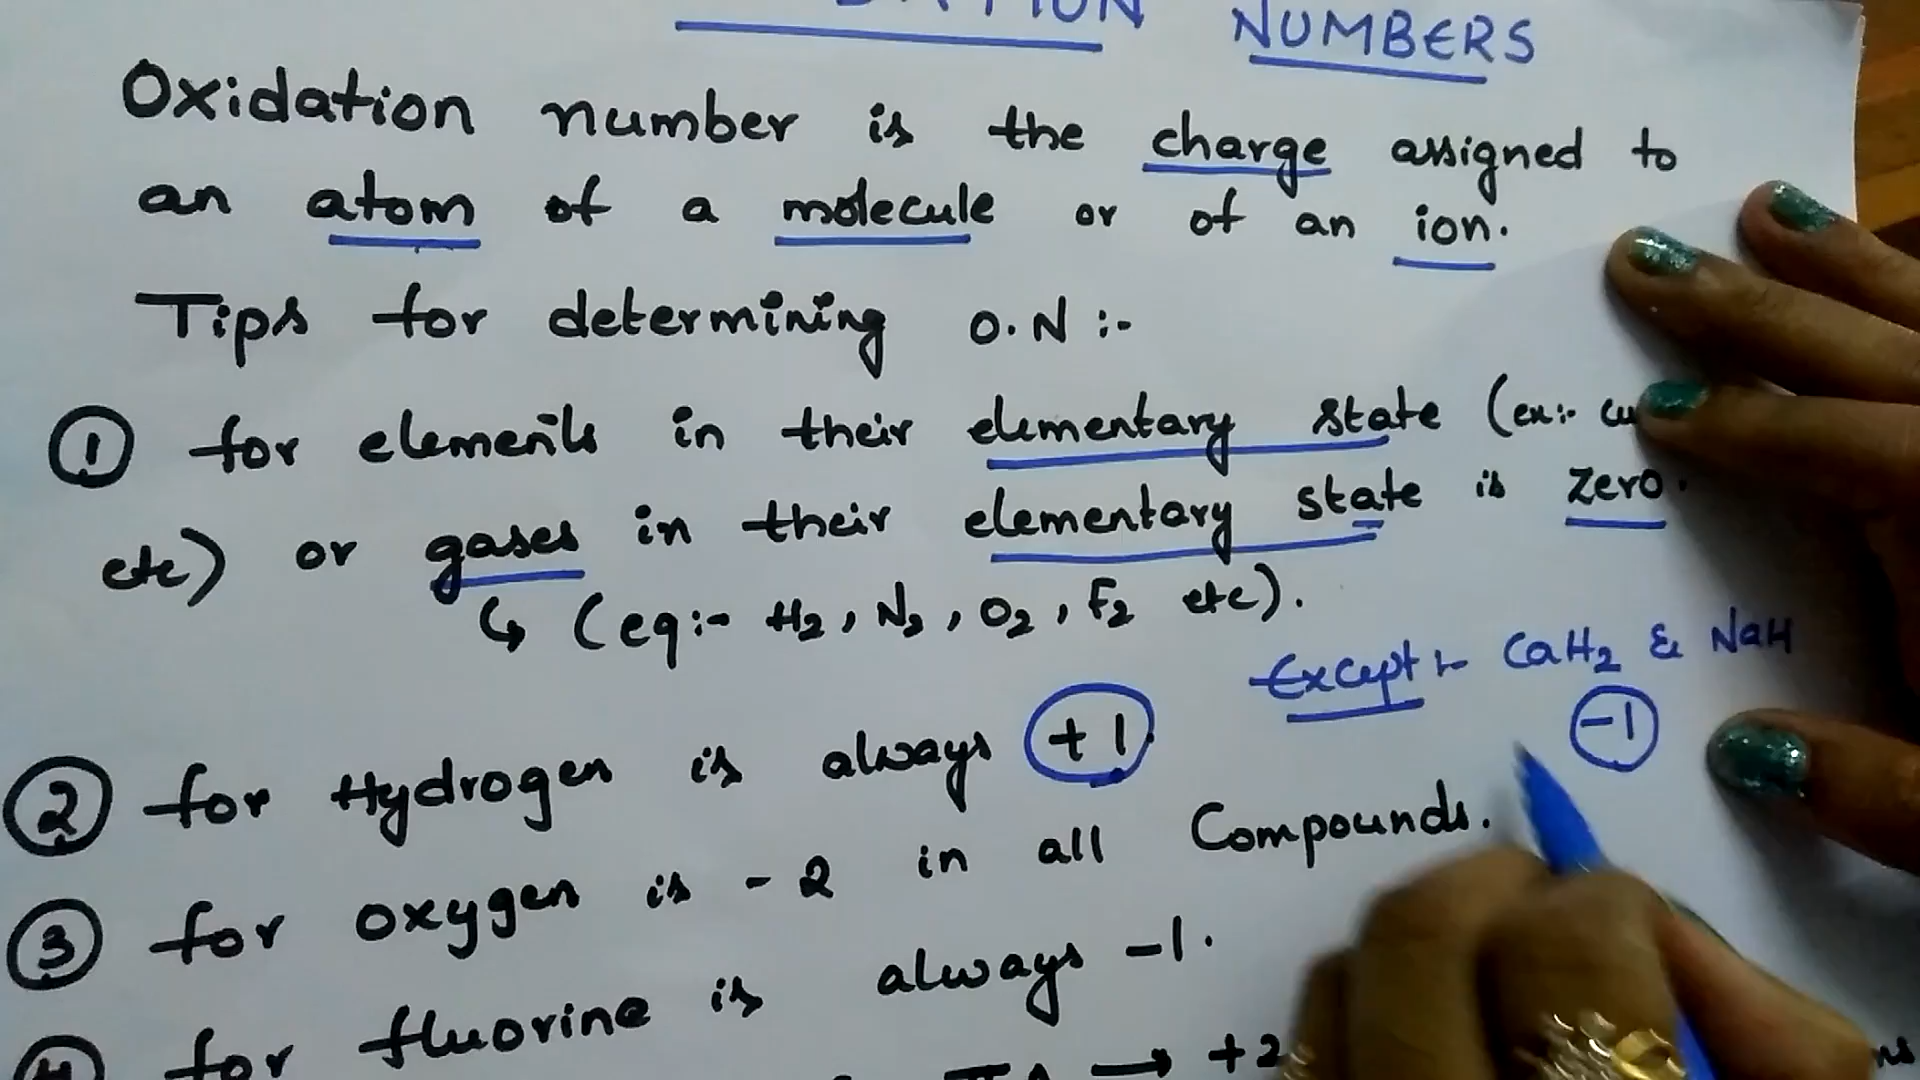 NUMBERS
Oxidation number is the charge assigned to
an atom of a molecule or of an ion.
Tips for determining O.N :-
① for elements in their elementary state (ex:- cu
etc) or gases in their elementary state is zero.
↳ (eg:- H₂, N₂, O₂, F₂ etc).
Except :- CaH₂ & NaH
-1
② for Hydrogen is always +1.
③ for oxygen is -2 in all Compounds.
④ for fluorine is always -1.
→ +2